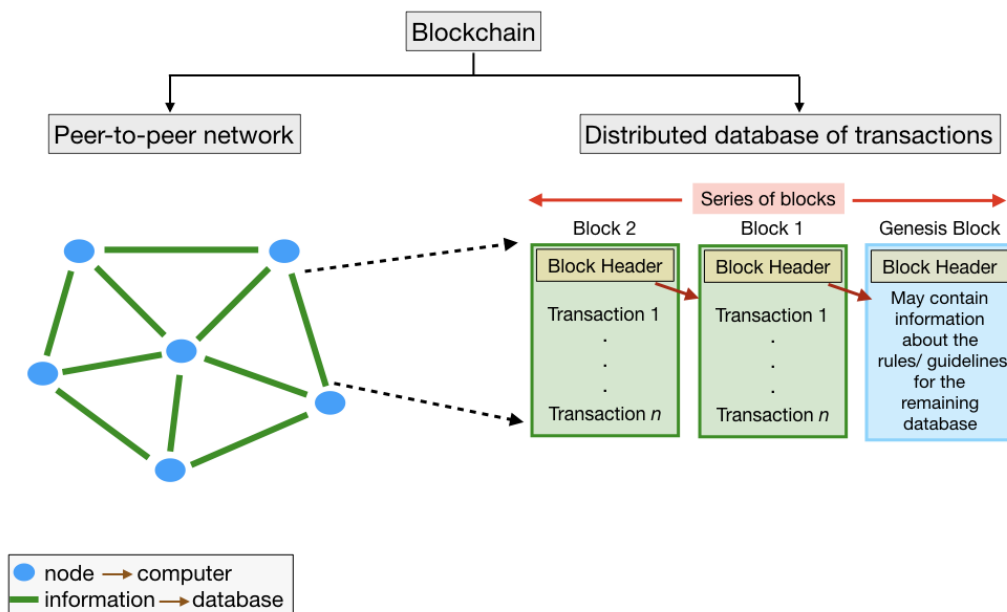 Blockchain
Peer-to-peer network
Distributed database of transactions
Series of blocks
Block 2
Block 1
Genesis Block
Block Header
Transaction 1
.
.
.
Transaction n
Block Header
Transaction 1
.
.
.
Transaction n
Block Header
May contain
information
about the
rules/ guidelines
for the
remaining
database
node → computer
information → database